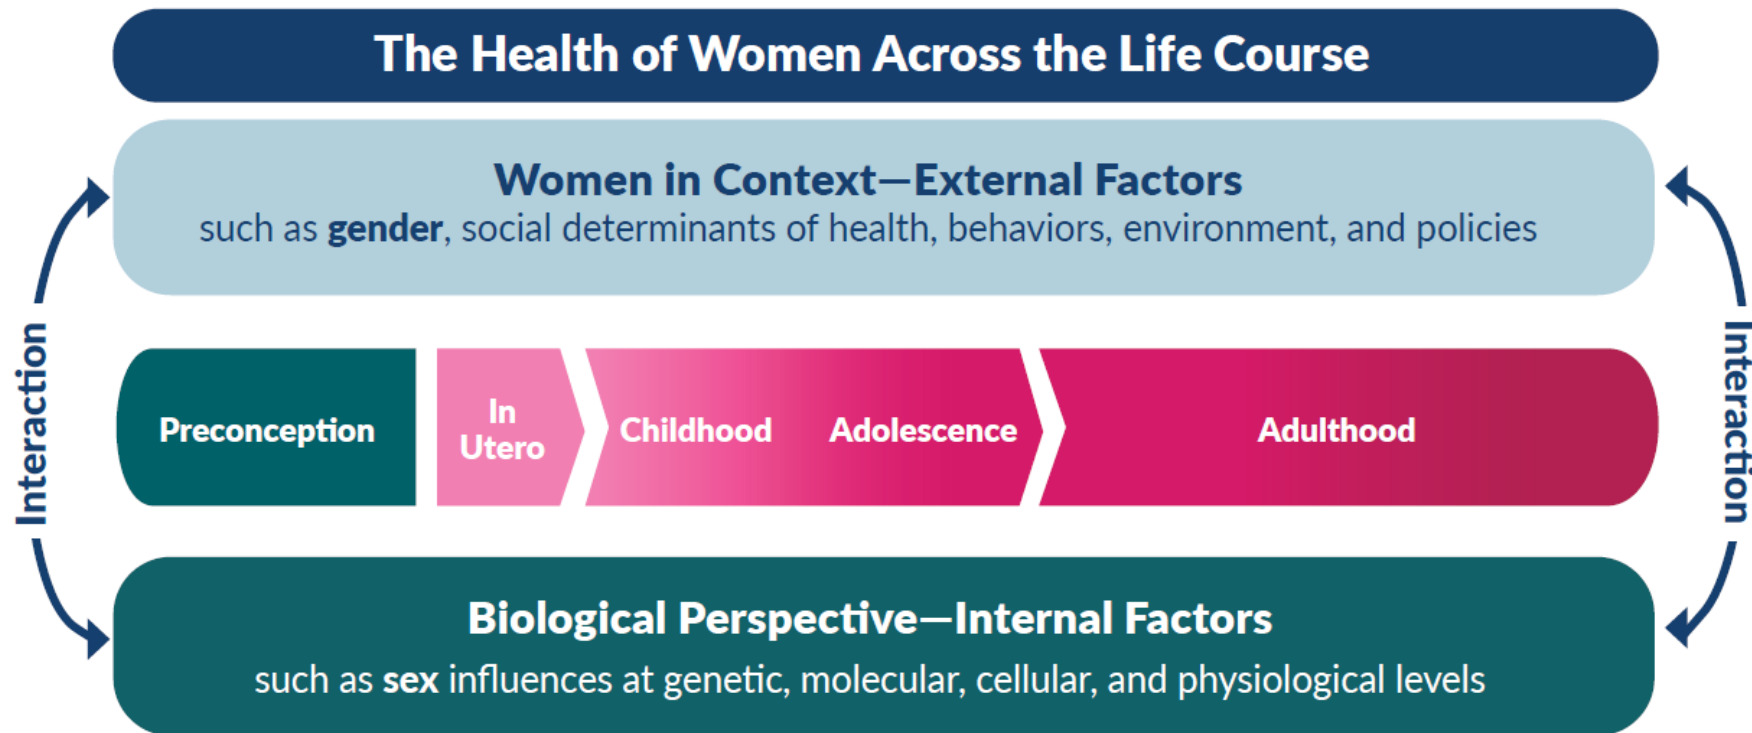 The Health of Women Across the Life Course
Women in Context—External Factors
such as gender, social determinants of health, behaviors, environment, and policies
Interaction
Preconception
In
Utero
Childhood
Adolescence
Adulthood
Interaction
Biological Perspective—Internal Factors
such as sex influences at genetic, molecular, cellular, and physiological levels